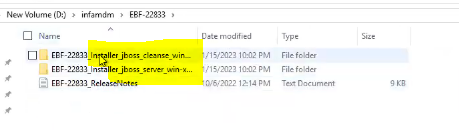 New Volume (D:) > infamdm > EBF-22833 >
Name Date modified Type Size
EBF-22833_Installer_jboss_cleanse_win... 1/15/2023 10:02 PM File folder
EBF-22833_Installer_jboss_server_win-x... 1/15/2023 10:02 PM File folder
EBF-22833_ReleaseNotes 10/6/2022 12:14 PM Text Document 9 KB